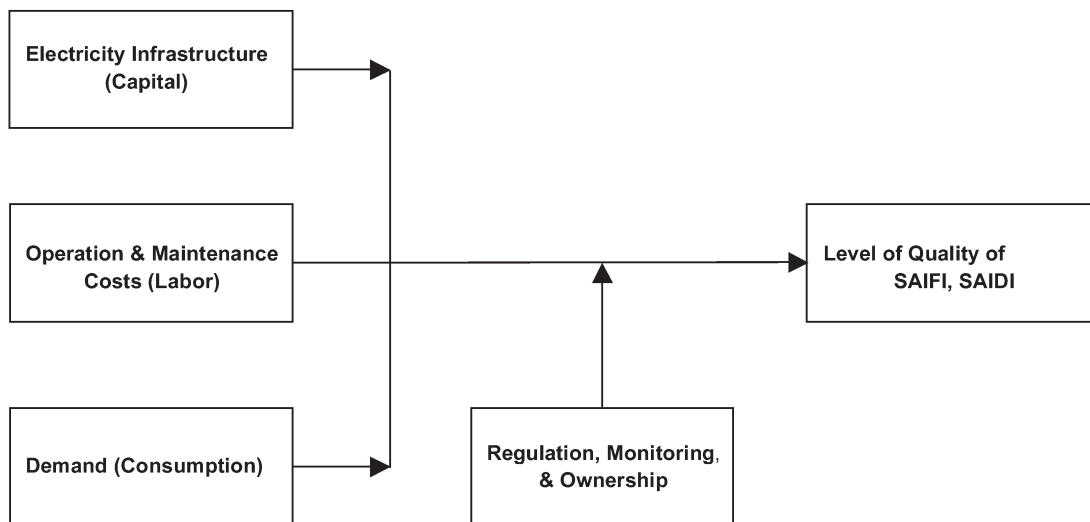 Electricity Infrastructure
(Capital)
Operation & Maintenance
Costs (Labor)
Level of Quality of
SAIFI, SAIDI
Demand (Consumption)
Regulation, Monitoring,
& Ownership